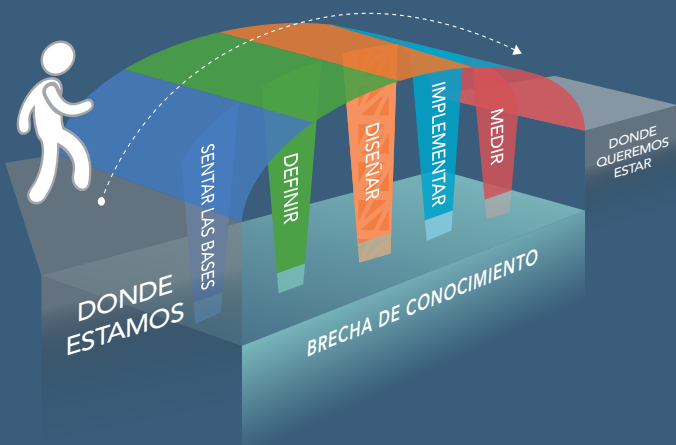 SENTAR LAS BASES
DEFINIR
DISEÑAR
IMPLEMENTAR
MEDIR
DONDE
QUEREMOS
ESTAR
DONDE
ESTAMOS
BRECHA DE CONOCIMIENTO